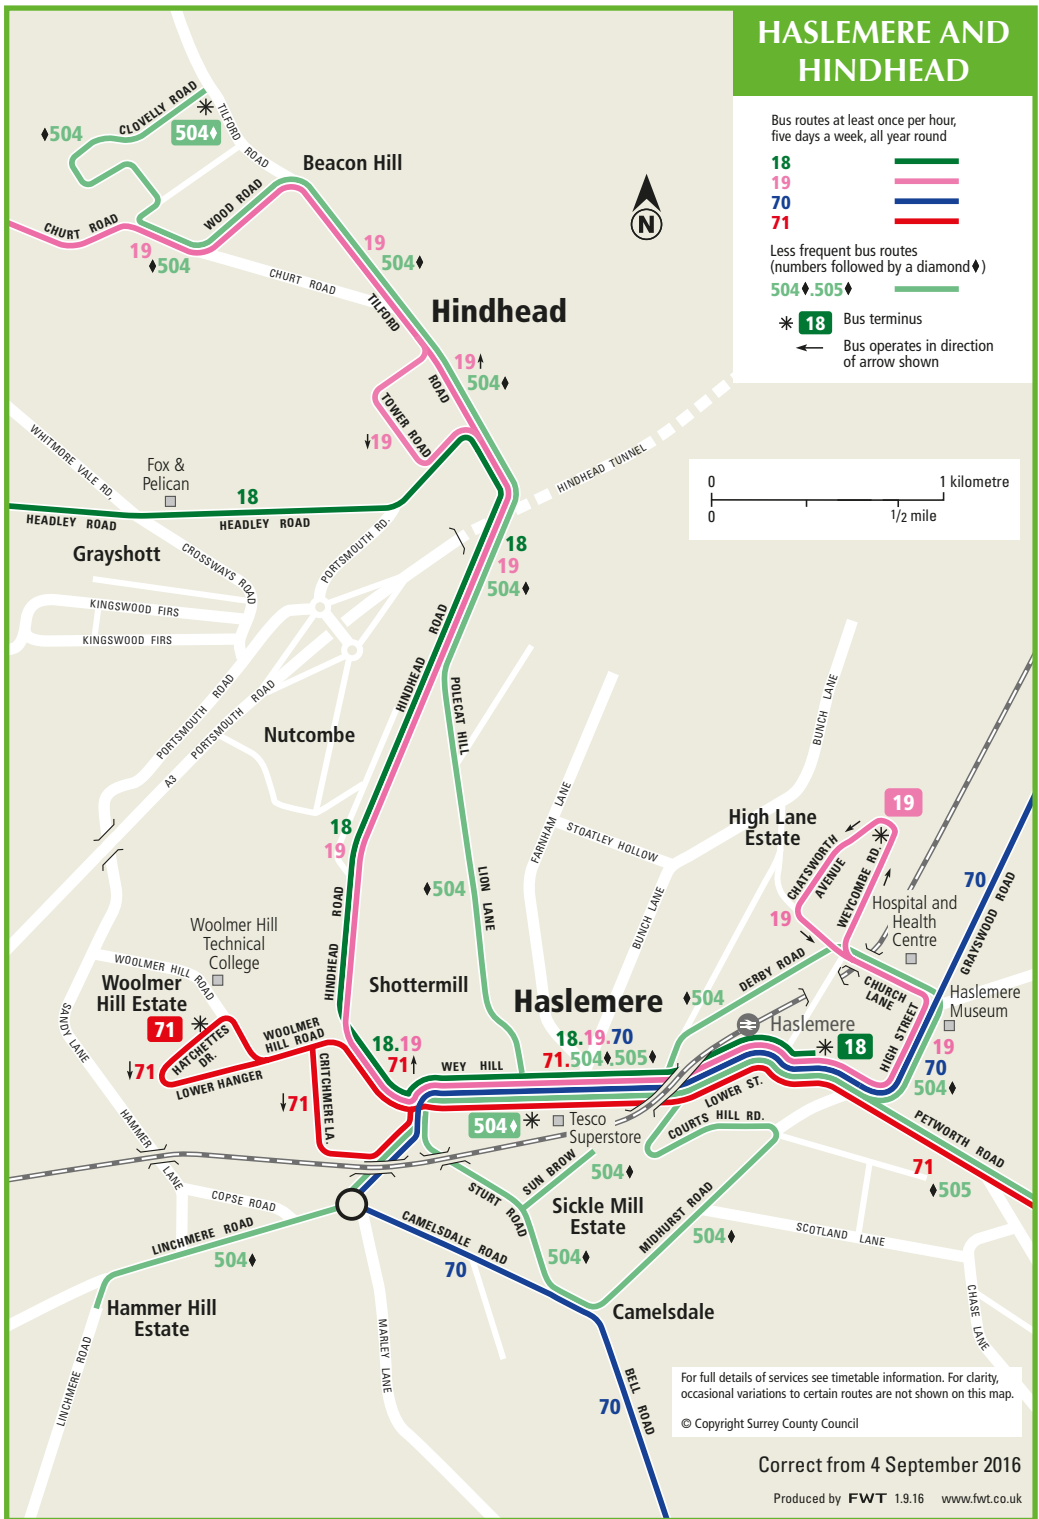 HASLEMERE AND
HINDHEAD
Bus routes at least once per hour,
five days a week, all year round
18
19
70
71
Less frequent bus routes
(numbers followed by a diamond♦)
504♦.505♦
18
Bus terminus
Bus operates in direction
of arrow shown
0
1 kilometre
0
1/2 mile
CLOVELLY ROAD
♦504
504♦
TILFORD ROAD
Beacon Hill
WOOD ROAD
CHURT ROAD
19
♦504
CHURT ROAD
19
504♦
TILFORD
ROAD
Hindhead
19
504♦
TOWER ROAD
19
HINDHEAD TUNNEL
WHITMORE VALE RD.
Fox &
Pelican
18
HEADLEY ROAD
HEADLEY ROAD
Grayshott
CROSSWAYS ROAD
PORTSMOUTH RD.
18
19
504♦
KINGSWOOD FIRS
KINGSWOOD FIRS
HINDHEAD ROAD
POLECAT HILL
PORTSMOUTH ROAD
A3 PORTSMOUTH ROAD
Nutcombe
BUNCH LANE
FARNHAM LANE
STOATLEY HOLLOW
High Lane
Estate
19
CHATSWORTH
AVENUE
WEYCOMBE RD.
70
GRAYSWOOD ROAD
18
19
♦504
LION LANE
BUNCH LANE
19
Hospital and
Health
Centre
HINDHEAD ROAD
Woolmer Hill
Technical
College
WOOLMER HILL ROAD
Woolmer
Hill Estate
71
HATCHETTES
DR.
WOOLMER
HILL ROAD
LOWER HANGER
71
SANDY LANE
Shottermill
Haslemere
♦504
DERBY ROAD
CHURCH
LANE
Haslemere
Museum
Haslemere
18
HIGH STREET
19
70
504♦
18.19
71
WEY HILL
18.19.70
71.504♦.505♦
71
CRITCHMERE LA.
504♦
Tesco
Superstore
LOWER ST.
COURTS HILL RD.
PETWORTH ROAD
71
♦505
HAMMER LANE
COPSE ROAD
LINCHMERE ROAD
504♦
Hammer Hill
Estate
LINCHMERE ROAD
STURT ROAD
SUN BROW
504♦
Sickle Mill
Estate
504♦
MIDHURST ROAD
504♦
SCOTLAND LANE
CHASE LANE
CAMELSDALE ROAD
70
Camelsdale
MARLEY LANE
70
BELL ROAD
For full details of services see timetable information. For clarity,
occasional variations to certain routes are not shown on this map.
© Copyright Surrey County Council
Correct from 4 September 2016
Produced by FWT 1.9.16 www.fwt.co.uk
N